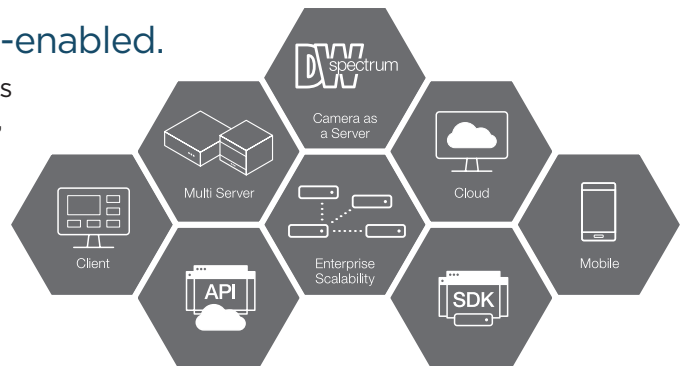 -enabled.
s
,
DW
spectrum
Camera as
a Server
Multi Server
Cloud
Client
Enterprise
Scalability
Mobile
API
SDK